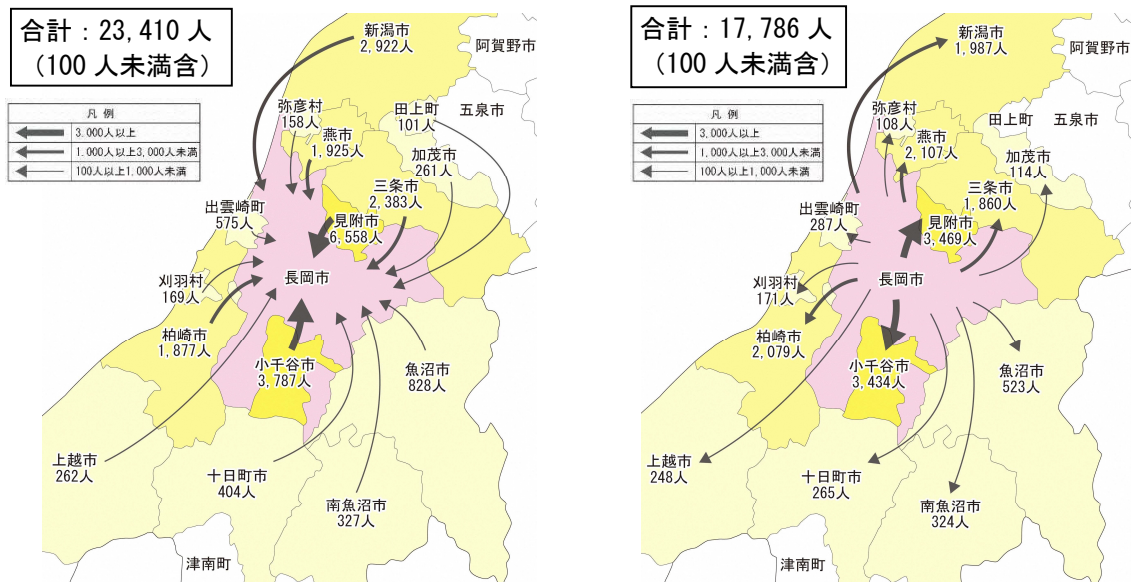 合計：23,410 人
（100 人未満含）
凡 例
3,000人以上
1,000人以上3,000人未満
100人以上1,000人未満
新潟市
2,922人
阿賀野市
弥彦村
158人
田上町
101人
五泉市
燕市
1,925人
加茂市
261人
三条市
2,383人
出雲崎町
575人
見附市
6,558人
長岡市
刈羽村
169人
柏崎市
1,877人
小千谷市
3,787人
魚沼市
828人
上越市
262人
十日町市
404人
南魚沼市
327人
津南町
合計：17,786 人
（100 人未満含）
凡 例
3,000人以上
1,000人以上3,000人未満
100人以上1,000人未満
新潟市
1,987人
阿賀野市
弥彦村
108人
田上町
五泉市
燕市
2,107人
加茂市
114人
三条市
1,860人
出雲崎町
287人
見附市
3,469人
長岡市
刈羽村
171人
柏崎市
2,079人
小千谷市
3,434人
魚沼市
523人
上越市
248人
十日町市
265人
南魚沼市
324人
津南町